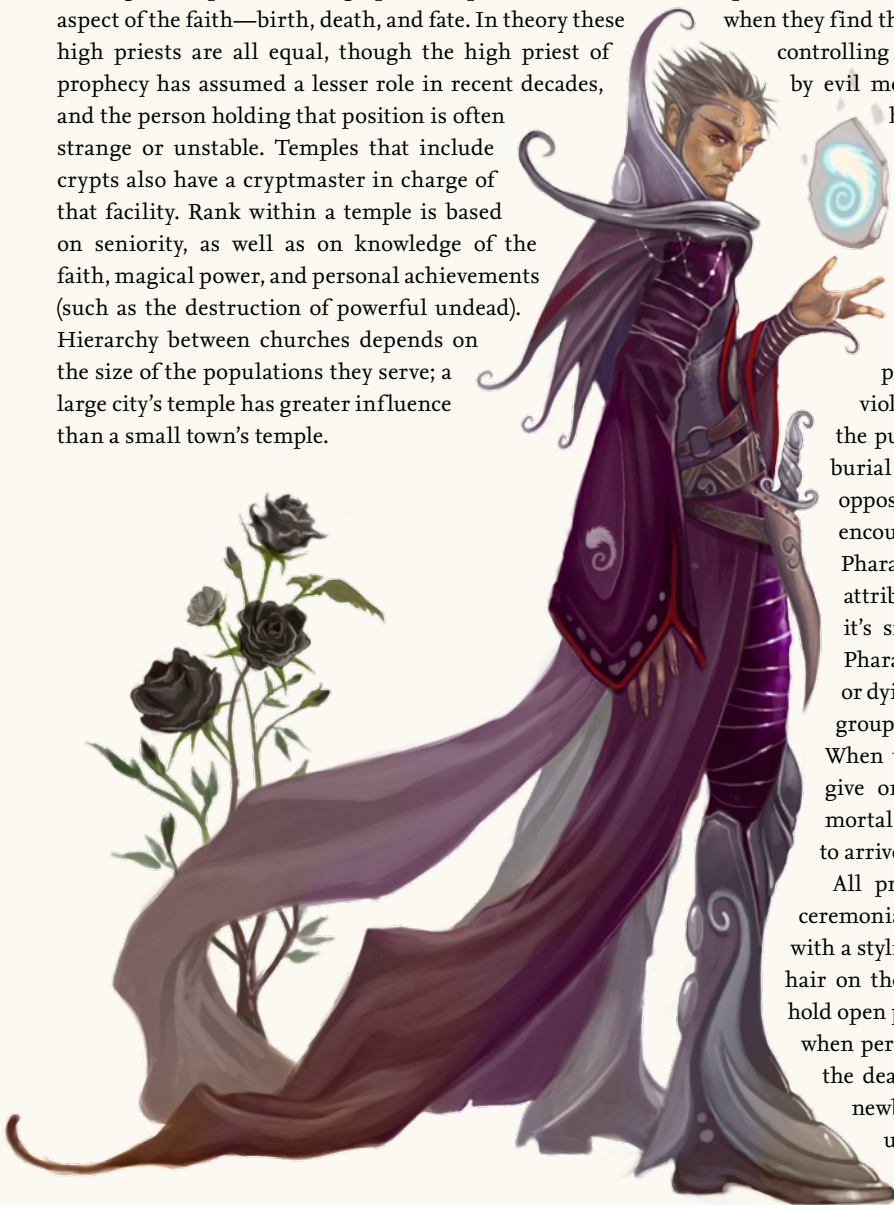 aspect of the faith—birth, death, and fate. In theory these
high priests are all equal, though the high priest of
prophecy has assumed a lesser role in recent decades,
and the person holding that position is often
strange or unstable. Temples that include
crypts also have a cryptmaster in charge of
that facility. Rank within a temple is based
on seniority, as well as on knowledge of the
faith, magical power, and personal achievements
(such as the destruction of powerful undead).
Hierarchy between churches depends on
the size of the populations they serve; a
large city's temple has greater influence
than a small town's temple.
when they find th
controlling
by evil m
p
viol
the pu
burial
oppos
encou
Phara
attrib
it's s
Phara
or dyi
group
When
give or
mortal
to arrive
All pr
ceremonia
with a styli
hair on the
hold open p
when per
the dea
newb
u